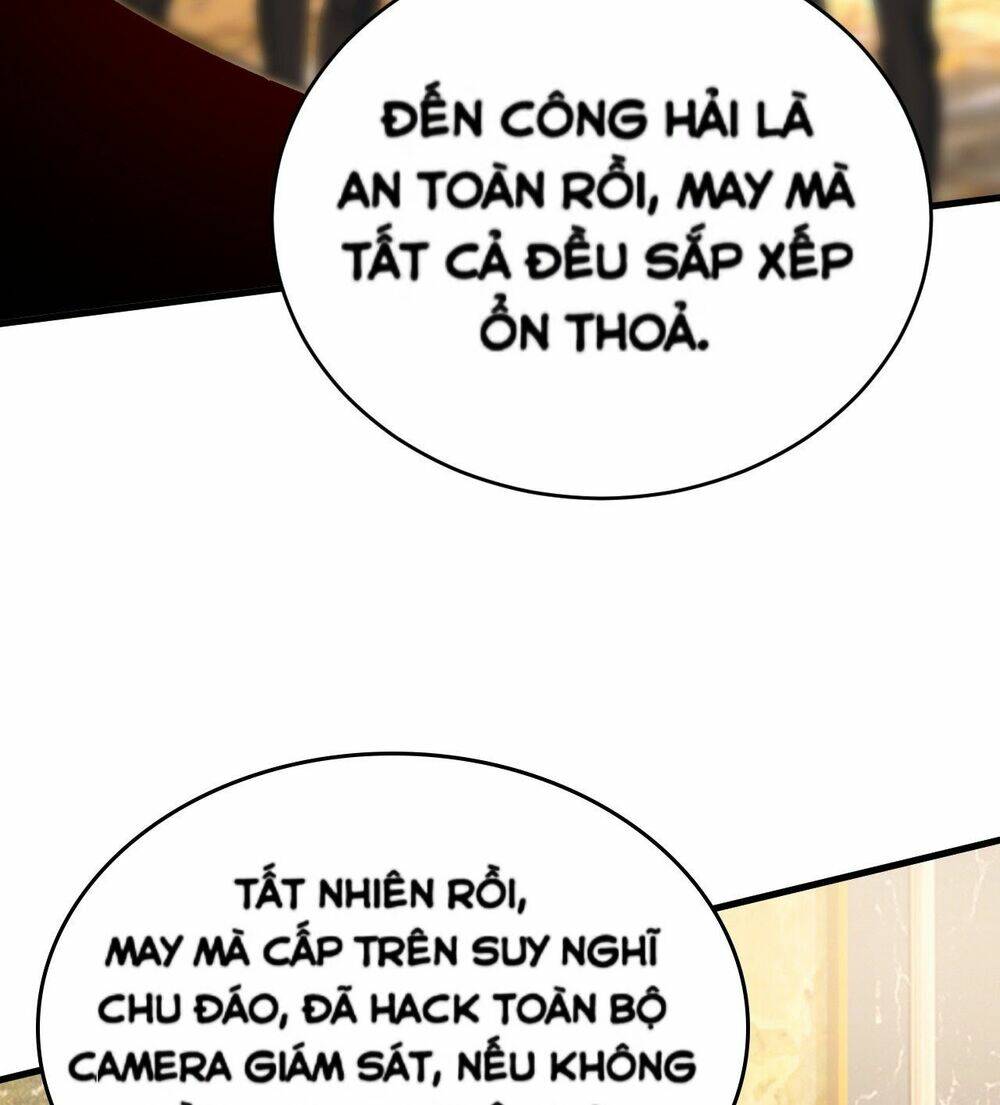 ĐẾN CÔNG HẢI LÀ
AN TOÀN RỒI, MAY MÀ
TẤT CẢ ĐỀU SẮP XẾP
ỔN THOẢ.
TẤT NHIÊN RỒI,
MAY MÀ CẤP TRÊN SUY NGHĨ
CHU ĐÁO, ĐÃ HACK TOÀN BỘ
CAMERA GIÁM SÁT, NẾU KHÔNG